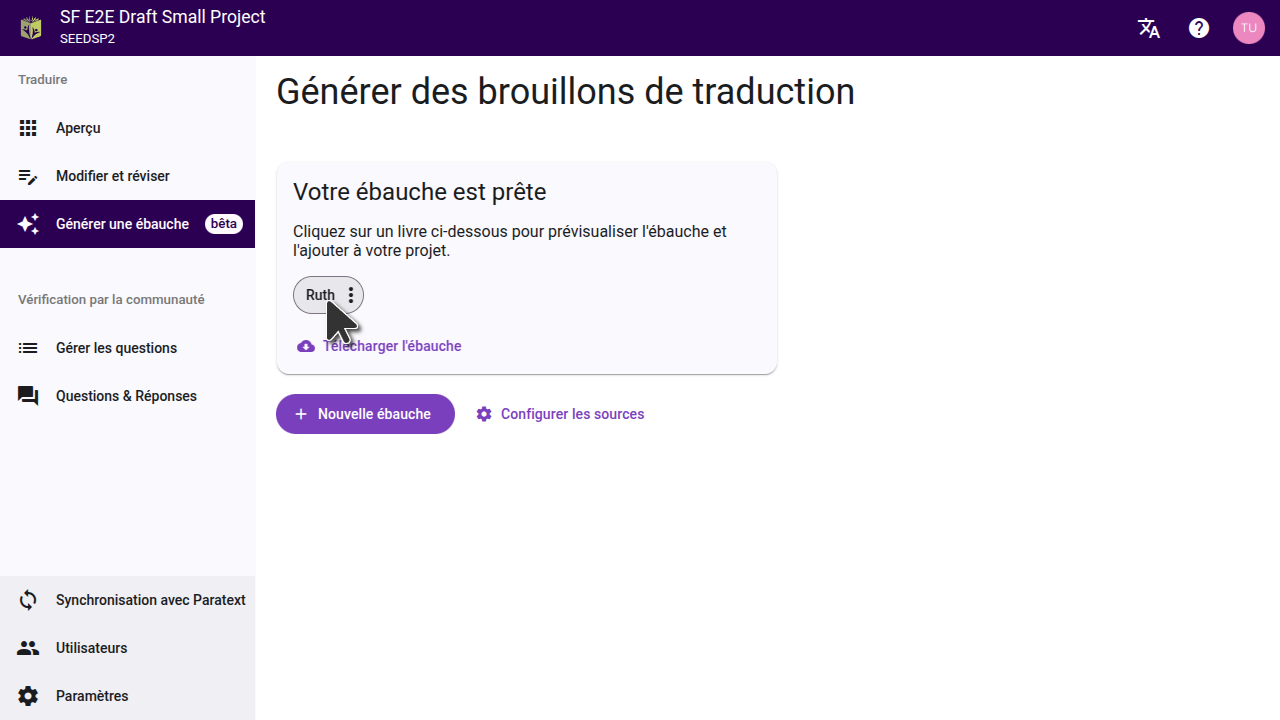 SF E2E Draft Small Project
SEEDSP2
TU
Traduire
Aperçu
Modifier et réviser
Générer une ébauche bêta
Vérification par la communauté
Gérer les questions
Questions & Réponses
Synchronisation avec Paratext
Utilisateurs
Paramètres
Générer des brouillons de traduction
Votre ébauche est prête
Cliquez sur un livre ci-dessous pour prévisualiser l'ébauche et
l'ajouter à votre projet.
Ruth
Télécharger l'ébauche
Nouvelle ébauche
Configurer les sources